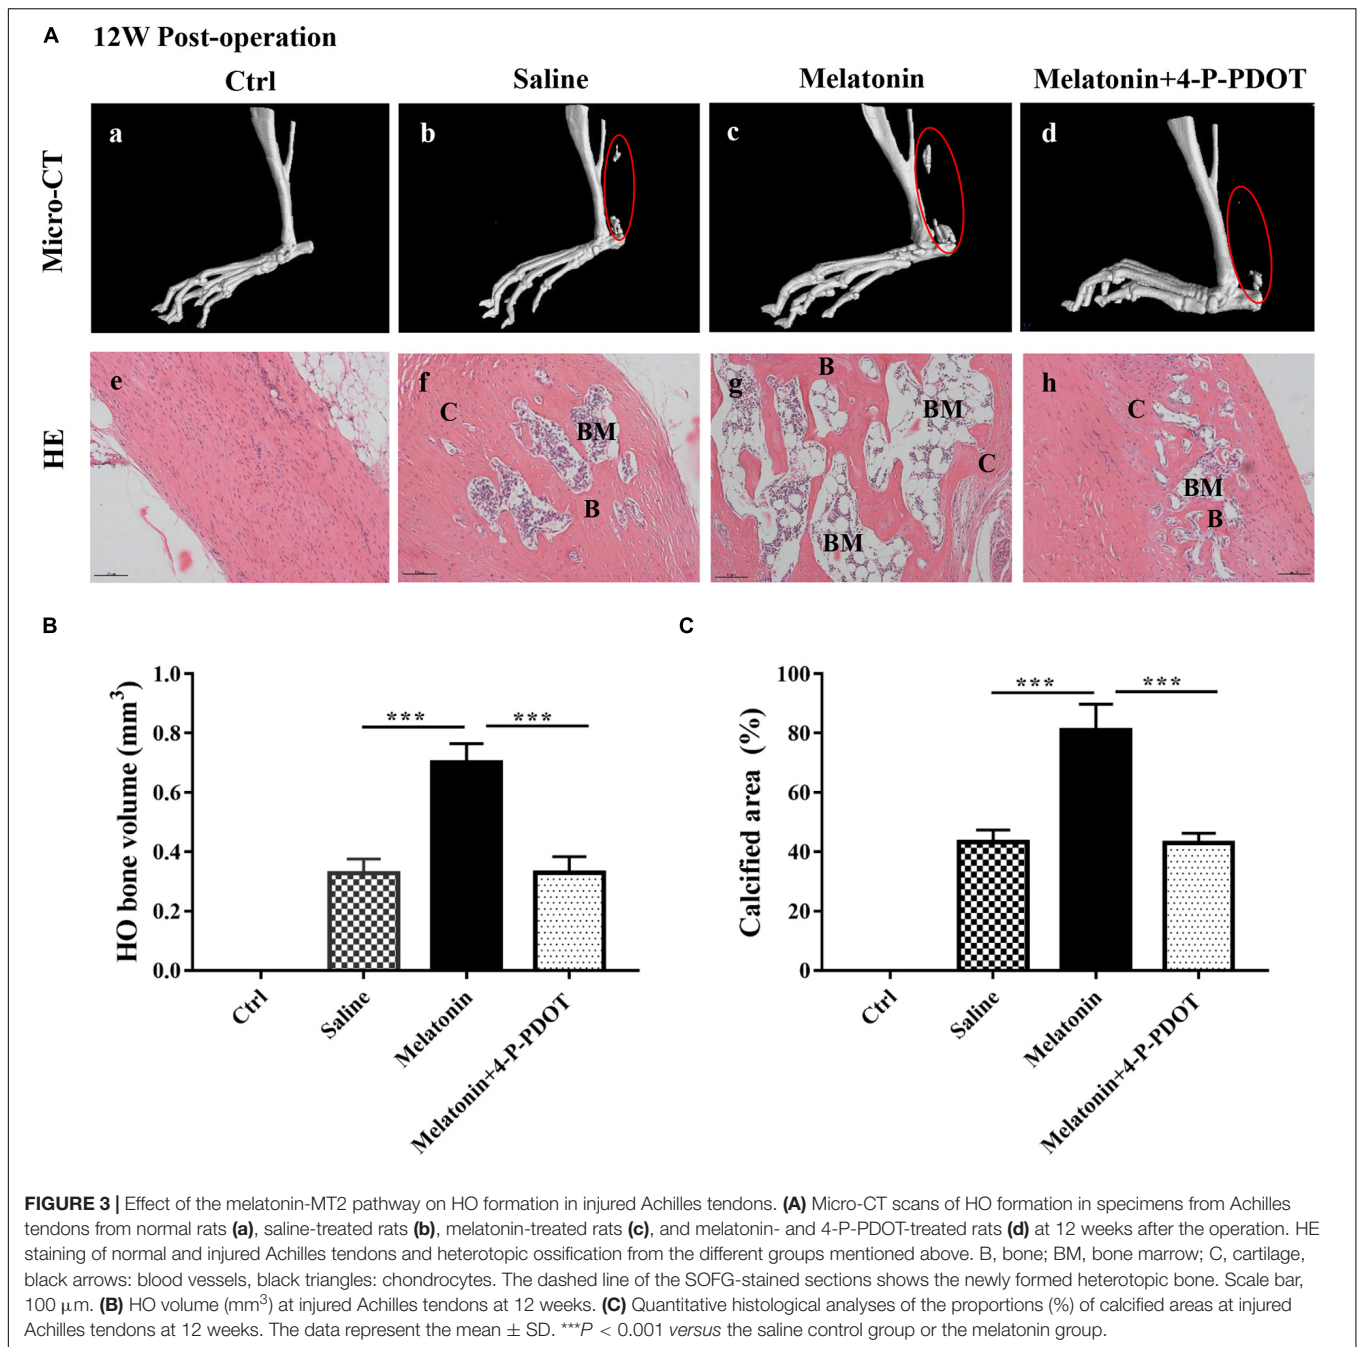 A 12W Post-operation
Ctrl Saline Melatonin Melatonin+4-P-PDOT
Micro-CT
a b c d
HE
e f g h
C BM B
B BM C BM
C BM B
B
HO bone volume (mm³)
1.0
0.8
0.6
0.4
0.2
0.0
*** ***
Ctrl Saline Melatonin Melatonin+4-P-PDOT
C
Calcified area (%)
100
80
60
40
20
0
*** ***
Ctrl Saline Melatonin Melatonin+4-P-PDOT
FIGURE 3 | Effect of the melatonin-MT2 pathway on HO formation in injured Achilles tendons. (A) Micro-CT scans of HO formation in specimens from Achilles
tendons from normal rats (a), saline-treated rats (b), melatonin-treated rats (c), and melatonin- and 4-P-PDOT-treated rats (d) at 12 weeks after the operation. HE
staining of normal and injured Achilles tendons and heterotopic ossification from the different groups mentioned above. B, bone; BM, bone marrow; C, cartilage,
black arrows: blood vessels, black triangles: chondrocytes. The dashed line of the SOFG-stained sections shows the newly formed heterotopic bone. Scale bar,
100 μm. (B) HO volume (mm³) at injured Achilles tendons at 12 weeks. (C) Quantitative histological analyses of the proportions (%) of calcified areas at injured
Achilles tendons at 12 weeks. The data represent the mean ± SD. ***P < 0.001 versus the saline control group or the melatonin group.